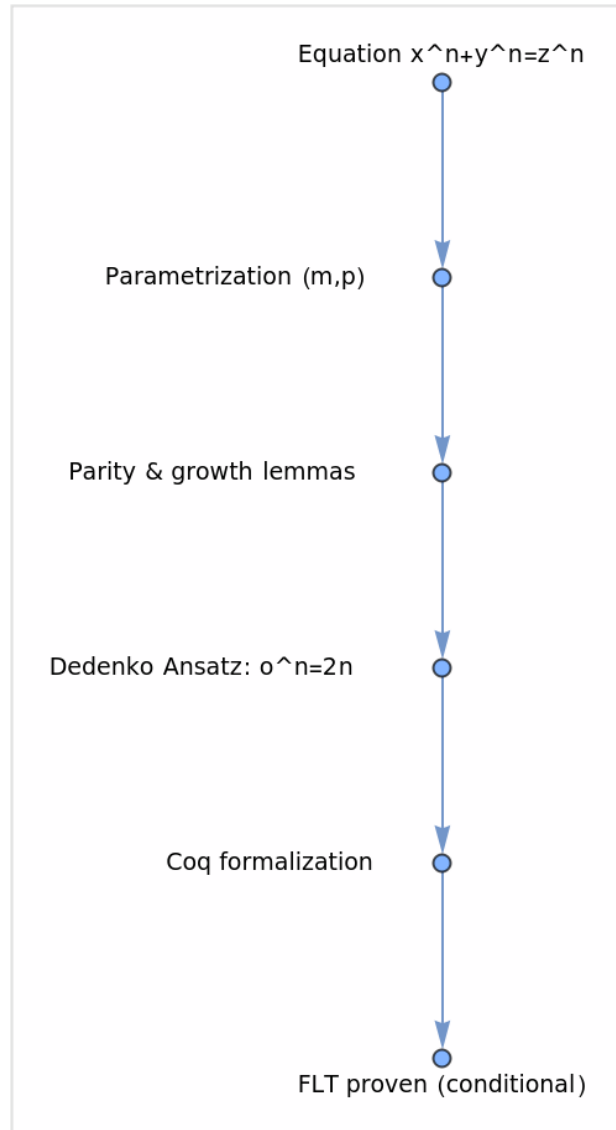 Equation x^n+y^n=z^n
Parametrization (m,p)
Parity & growth lemmas
Dedenko Ansatz: o^n=2n
Coq formalization
FLT proven (conditional)